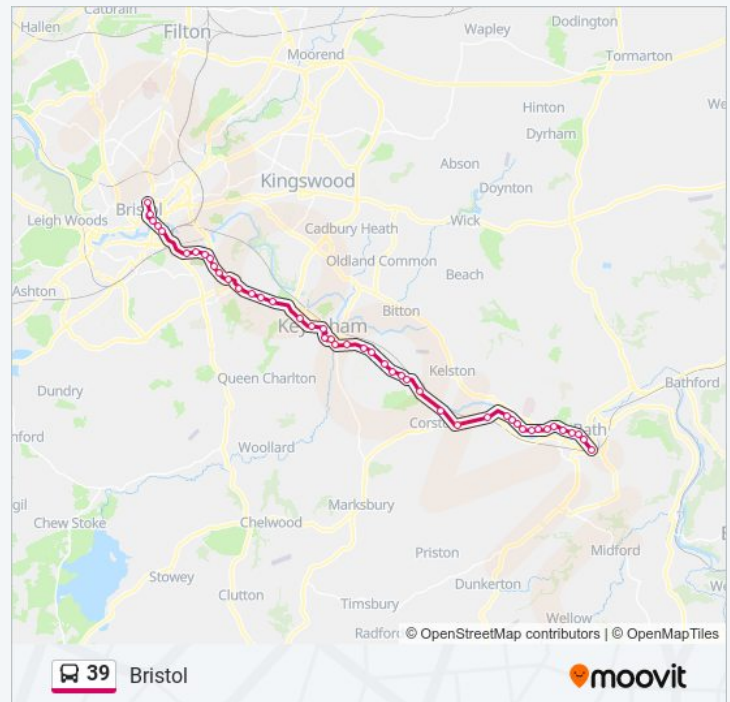 Catbrain
Dodington
Hallen
Filton
Wapley
Moorend
Tormarton
Hinton
We
Dyrham
Abson
Kingswood
Doynton
Bristol
Leigh Woods
Wick
Cadbury Heath
Oldland Common
Ashton
Beach
Bitton
Keynsham
Queen Charlton
Kelston
Dundry
Bathford
Corston
Bath
nford
Woollard
gil
Marksbury
Chew Stoke
Chelwood
Priston
Midford
Stowey
Dunkerton
Clutton
Timsbury
We
Wellow
Radford
© OpenStreetMap contributors | © OpenMapTiles
39 Bristol
moovit